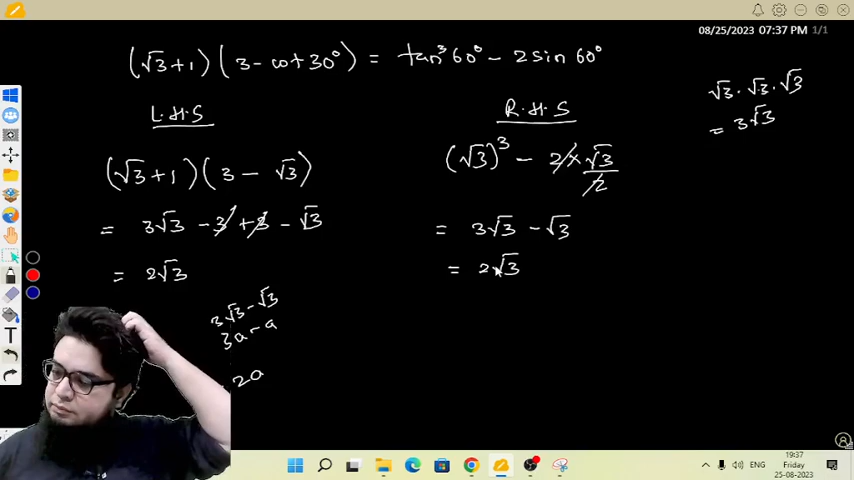 08/25/2023 07:37 PM 1/1
(√3+1)(3-cot30°) = tan³60° - 2sin60°
√3.√3.√3
= 3√3
L.H.S
R.H.S
(√3+1)(3-√3)
(√3)³ - 2×√3/2
= 3√3 - 3 + 3 - √3
= 3√3 - √3
= 2√3
= 2√3
3√3-√3
3a-a
2a
T
ENG
19:37
Friday
25-08-2023